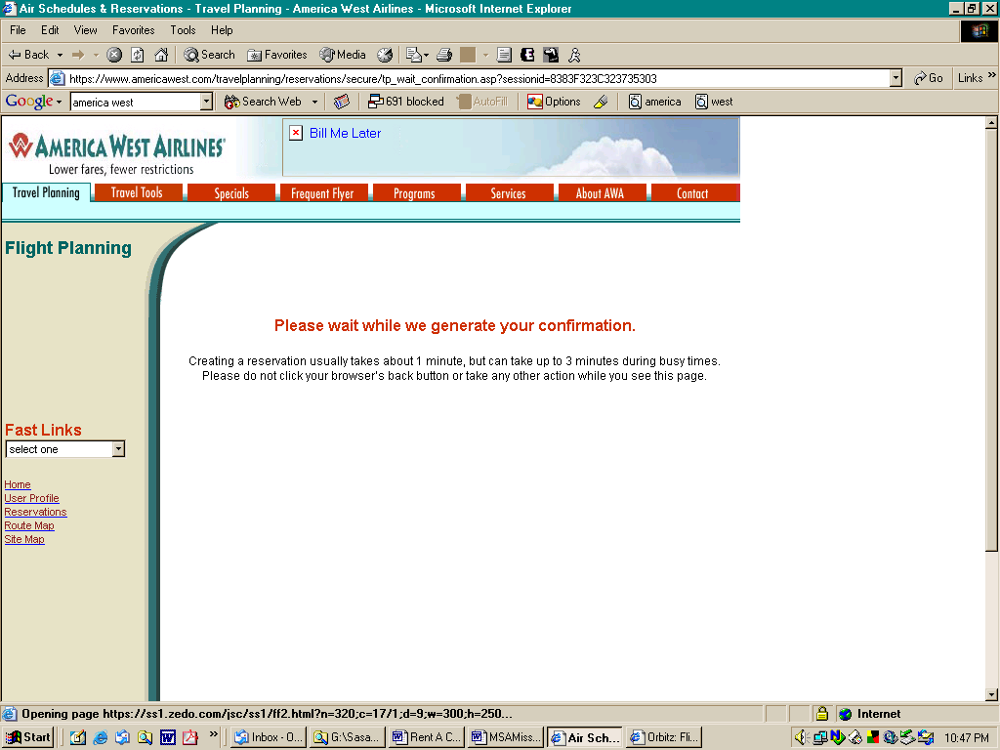 Air Schedules & Reservations - Travel Planning - America West Airlines - Microsoft Internet Explorer
File Edit View Favorites Tools Help
Back Search Favorites Media
Address https://www.americawest.com/travelplanning/reservations/secure/tp_wait_confirmation.asp?sessionid=8383F323C323735303 Go Links »
Google america west Search Web 691 blocked AutoFill Options america west
Bill Me Later
AMERICA WEST AIRLINES
Lower fares, fewer restrictions
Travel Planning Travel Tools Specials Frequent Flyer Programs Services About AWA Contact
Flight Planning
Please wait while we generate your confirmation.
Creating a reservation usually takes about 1 minute, but can take up to 3 minutes during busy times.
Please do not click your browser's back button or take any other action while you see this page.
Fast Links
select one
Home
User Profile
Reservations
Route Map
Site Map
Opening page https://ss1.zedo.com/jsc/ss1/ff2.html?n=320;c=17/1;d=9;w=300;h=250... Internet
Start » Inbox - O... G:\Sasa... Rent A C... MSAMiss... Air Sch... Orbitz: Fli... 10:47 PM